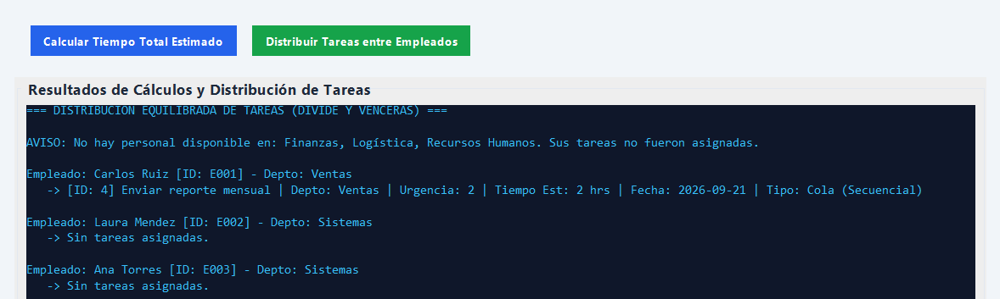 Calcular Tiempo Total Estimado
Distribuir Tareas entre Empleados
Resultados de Cálculos y Distribución de Tareas
=== DISTRIBUCION EQUILIBRADA DE TAREAS (DIVIDE Y VENCERAS) ===
AVISO: No hay personal disponible en: Finanzas, Logística, Recursos Humanos. Sus tareas no fueron asignadas.
Empleado: Carlos Ruiz [ID: E001] - Depto: Ventas
-> [ID: 4] Enviar reporte mensual | Depto: Ventas | Urgencia: 2 | Tiempo Est: 2 hrs | Fecha: 2026-09-21 | Tipo: Cola (Secuencial)
Empleado: Laura Mendez [ID: E002] - Depto: Sistemas
-> Sin tareas asignadas.
Empleado: Ana Torres [ID: E003] - Depto: Sistemas
-> Sin tareas asignadas.